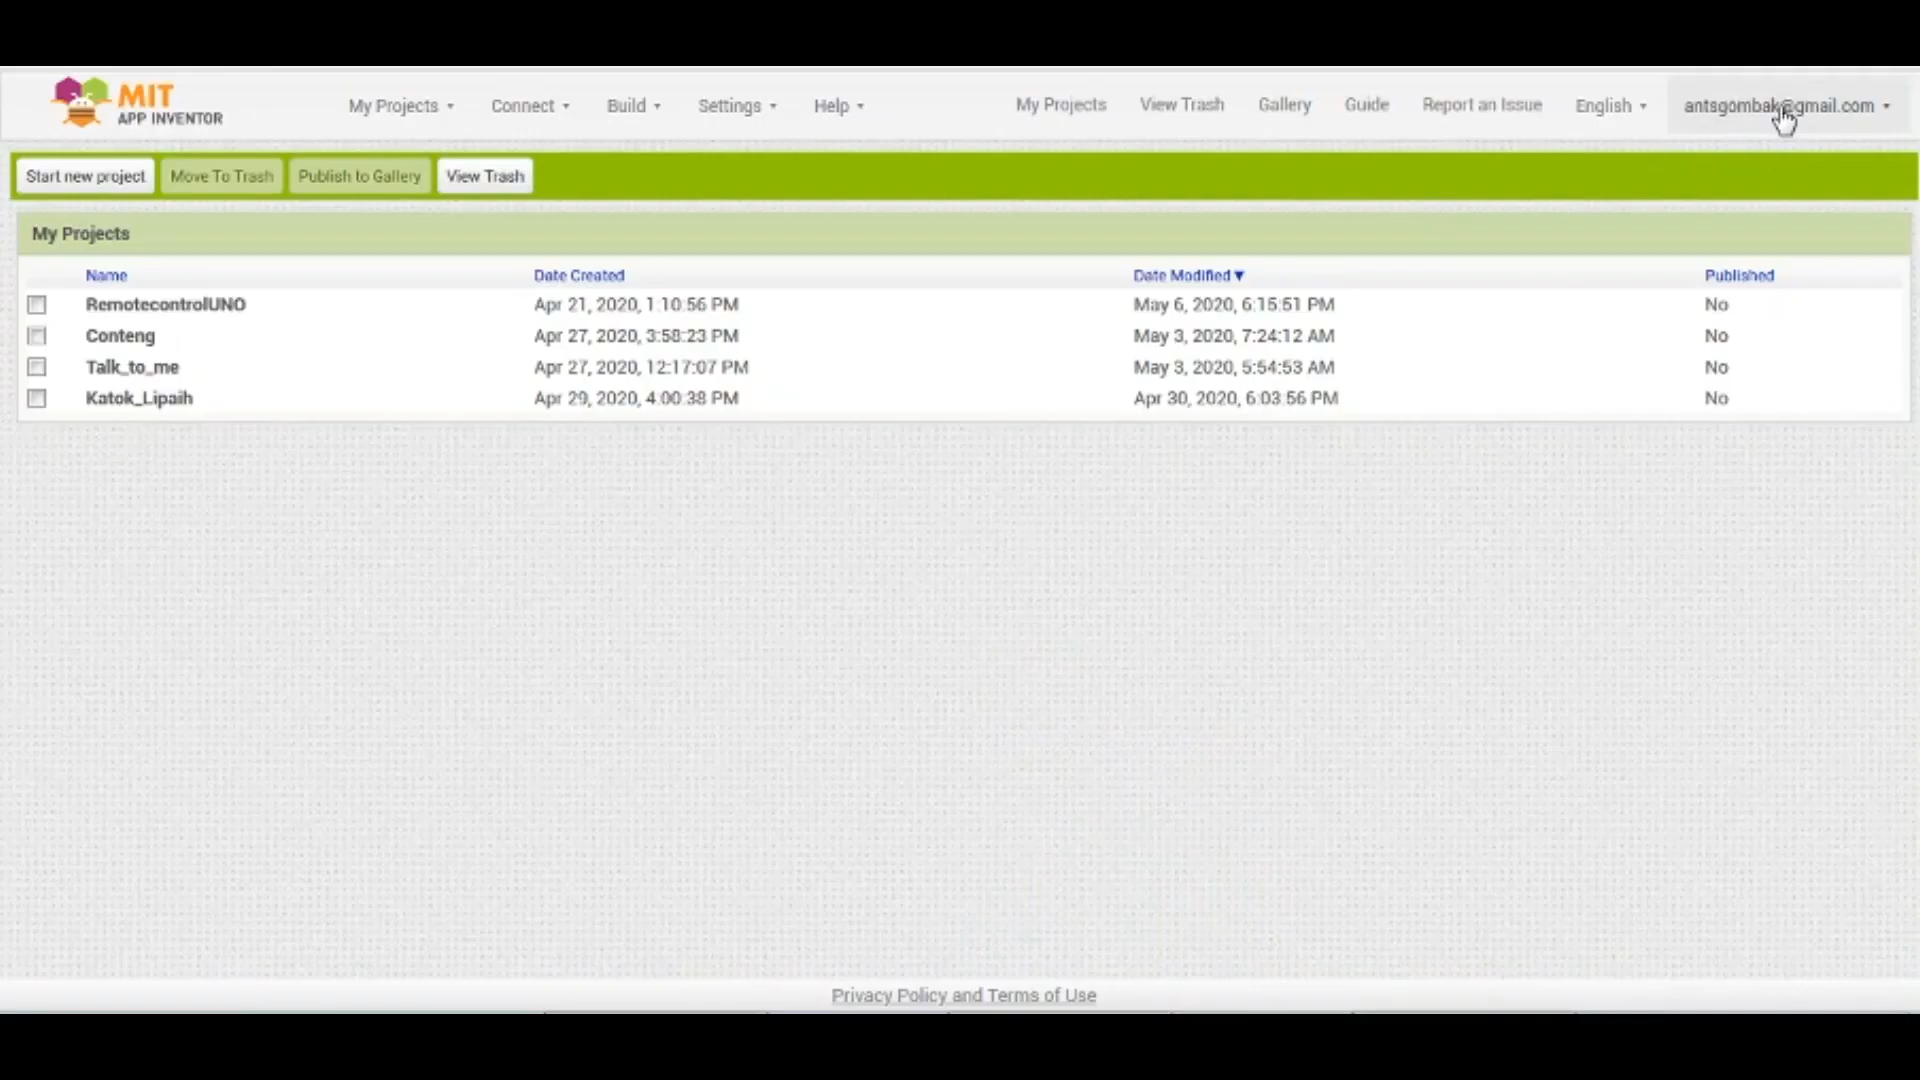 MIT
APP INVENTOR
My Projects Connect Build Settings Help My Projects View Trash Gallery Guide Report an Issue English antsgombak@gmail.com
Start new project Move To Trash Publish to Gallery View Trash
My Projects
Name Date Created Date Modified Published
RemotecontrolUNO Apr 21, 2020, 1:10:56 PM May 6, 2020, 6:15:51 PM No
Conteng Apr 27, 2020, 3:58:23 PM May 3, 2020, 7:24:12 AM No
Talk_to_me Apr 27, 2020, 12:17:07 PM May 3, 2020, 5:54:53 AM No
Katok_Lipaih Apr 29, 2020, 4:00:38 PM Apr 30, 2020, 6:03:56 PM No
Privacy Policy and Terms of Use